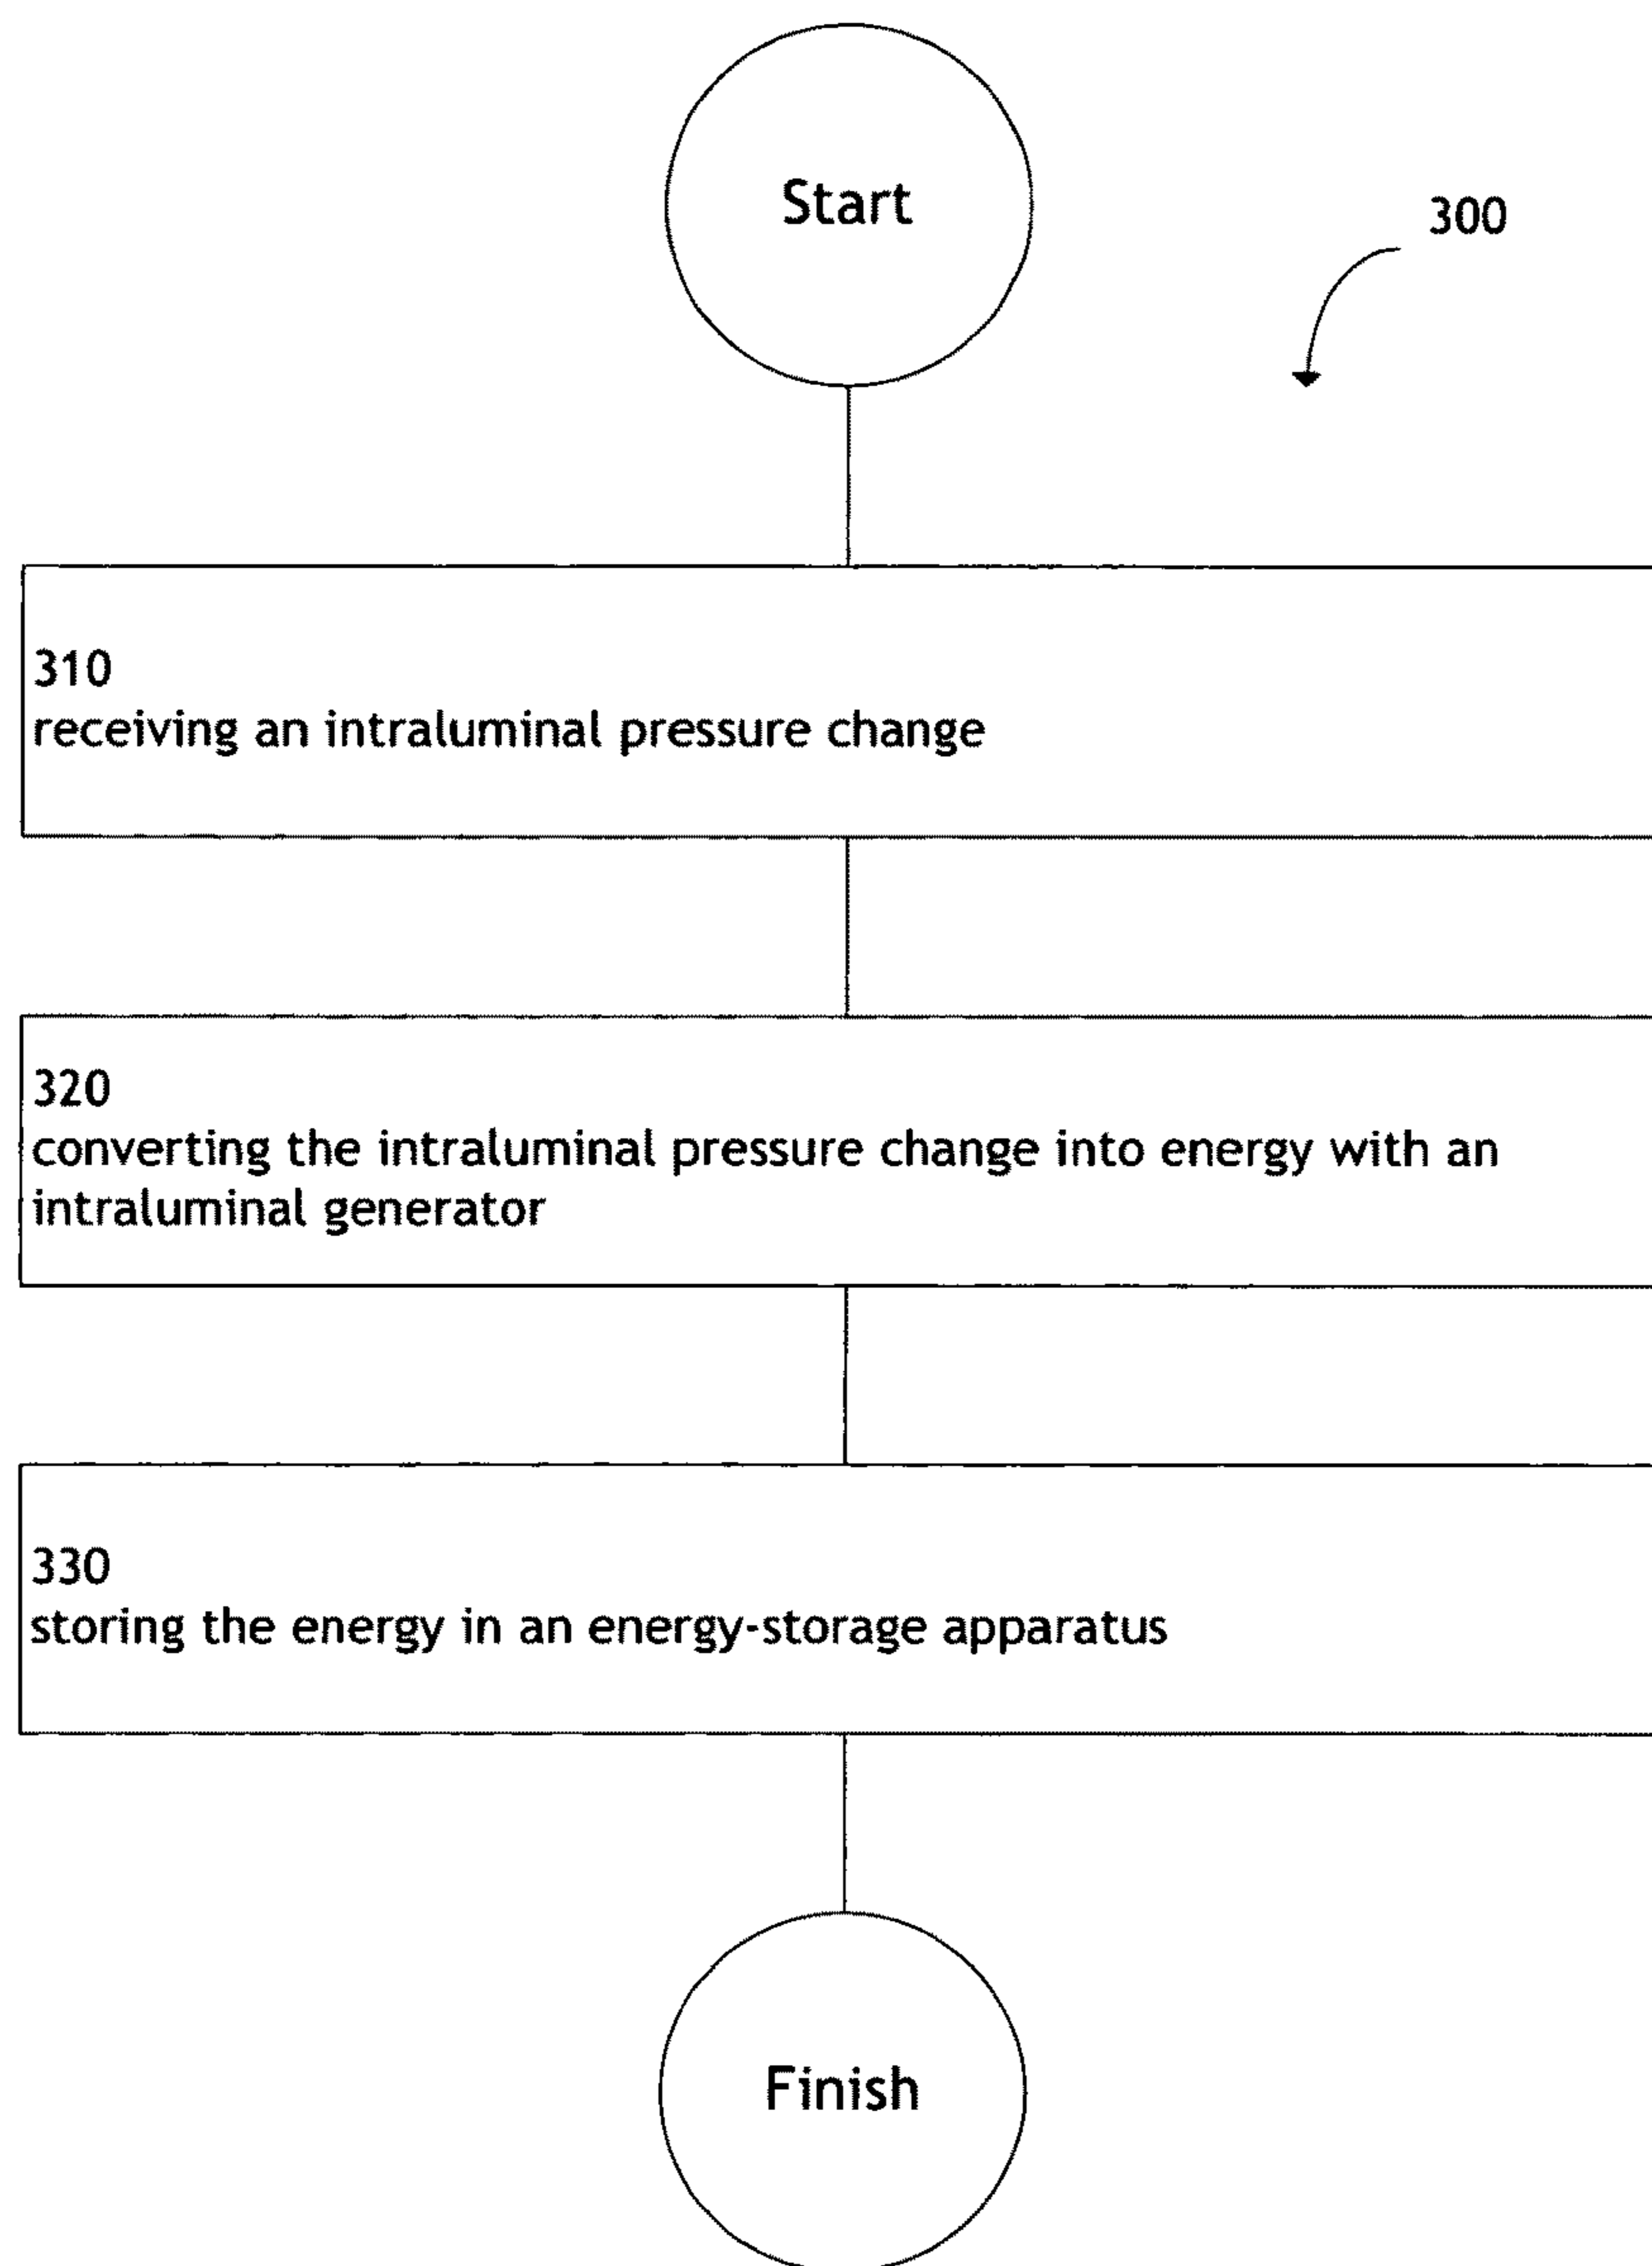 Start
300
310
receiving an intraluminal pressure change
320
converting the intraluminal pressure change into energy with an
intraluminal generator
330
storing the energy in an energy-storage apparatus
Finish